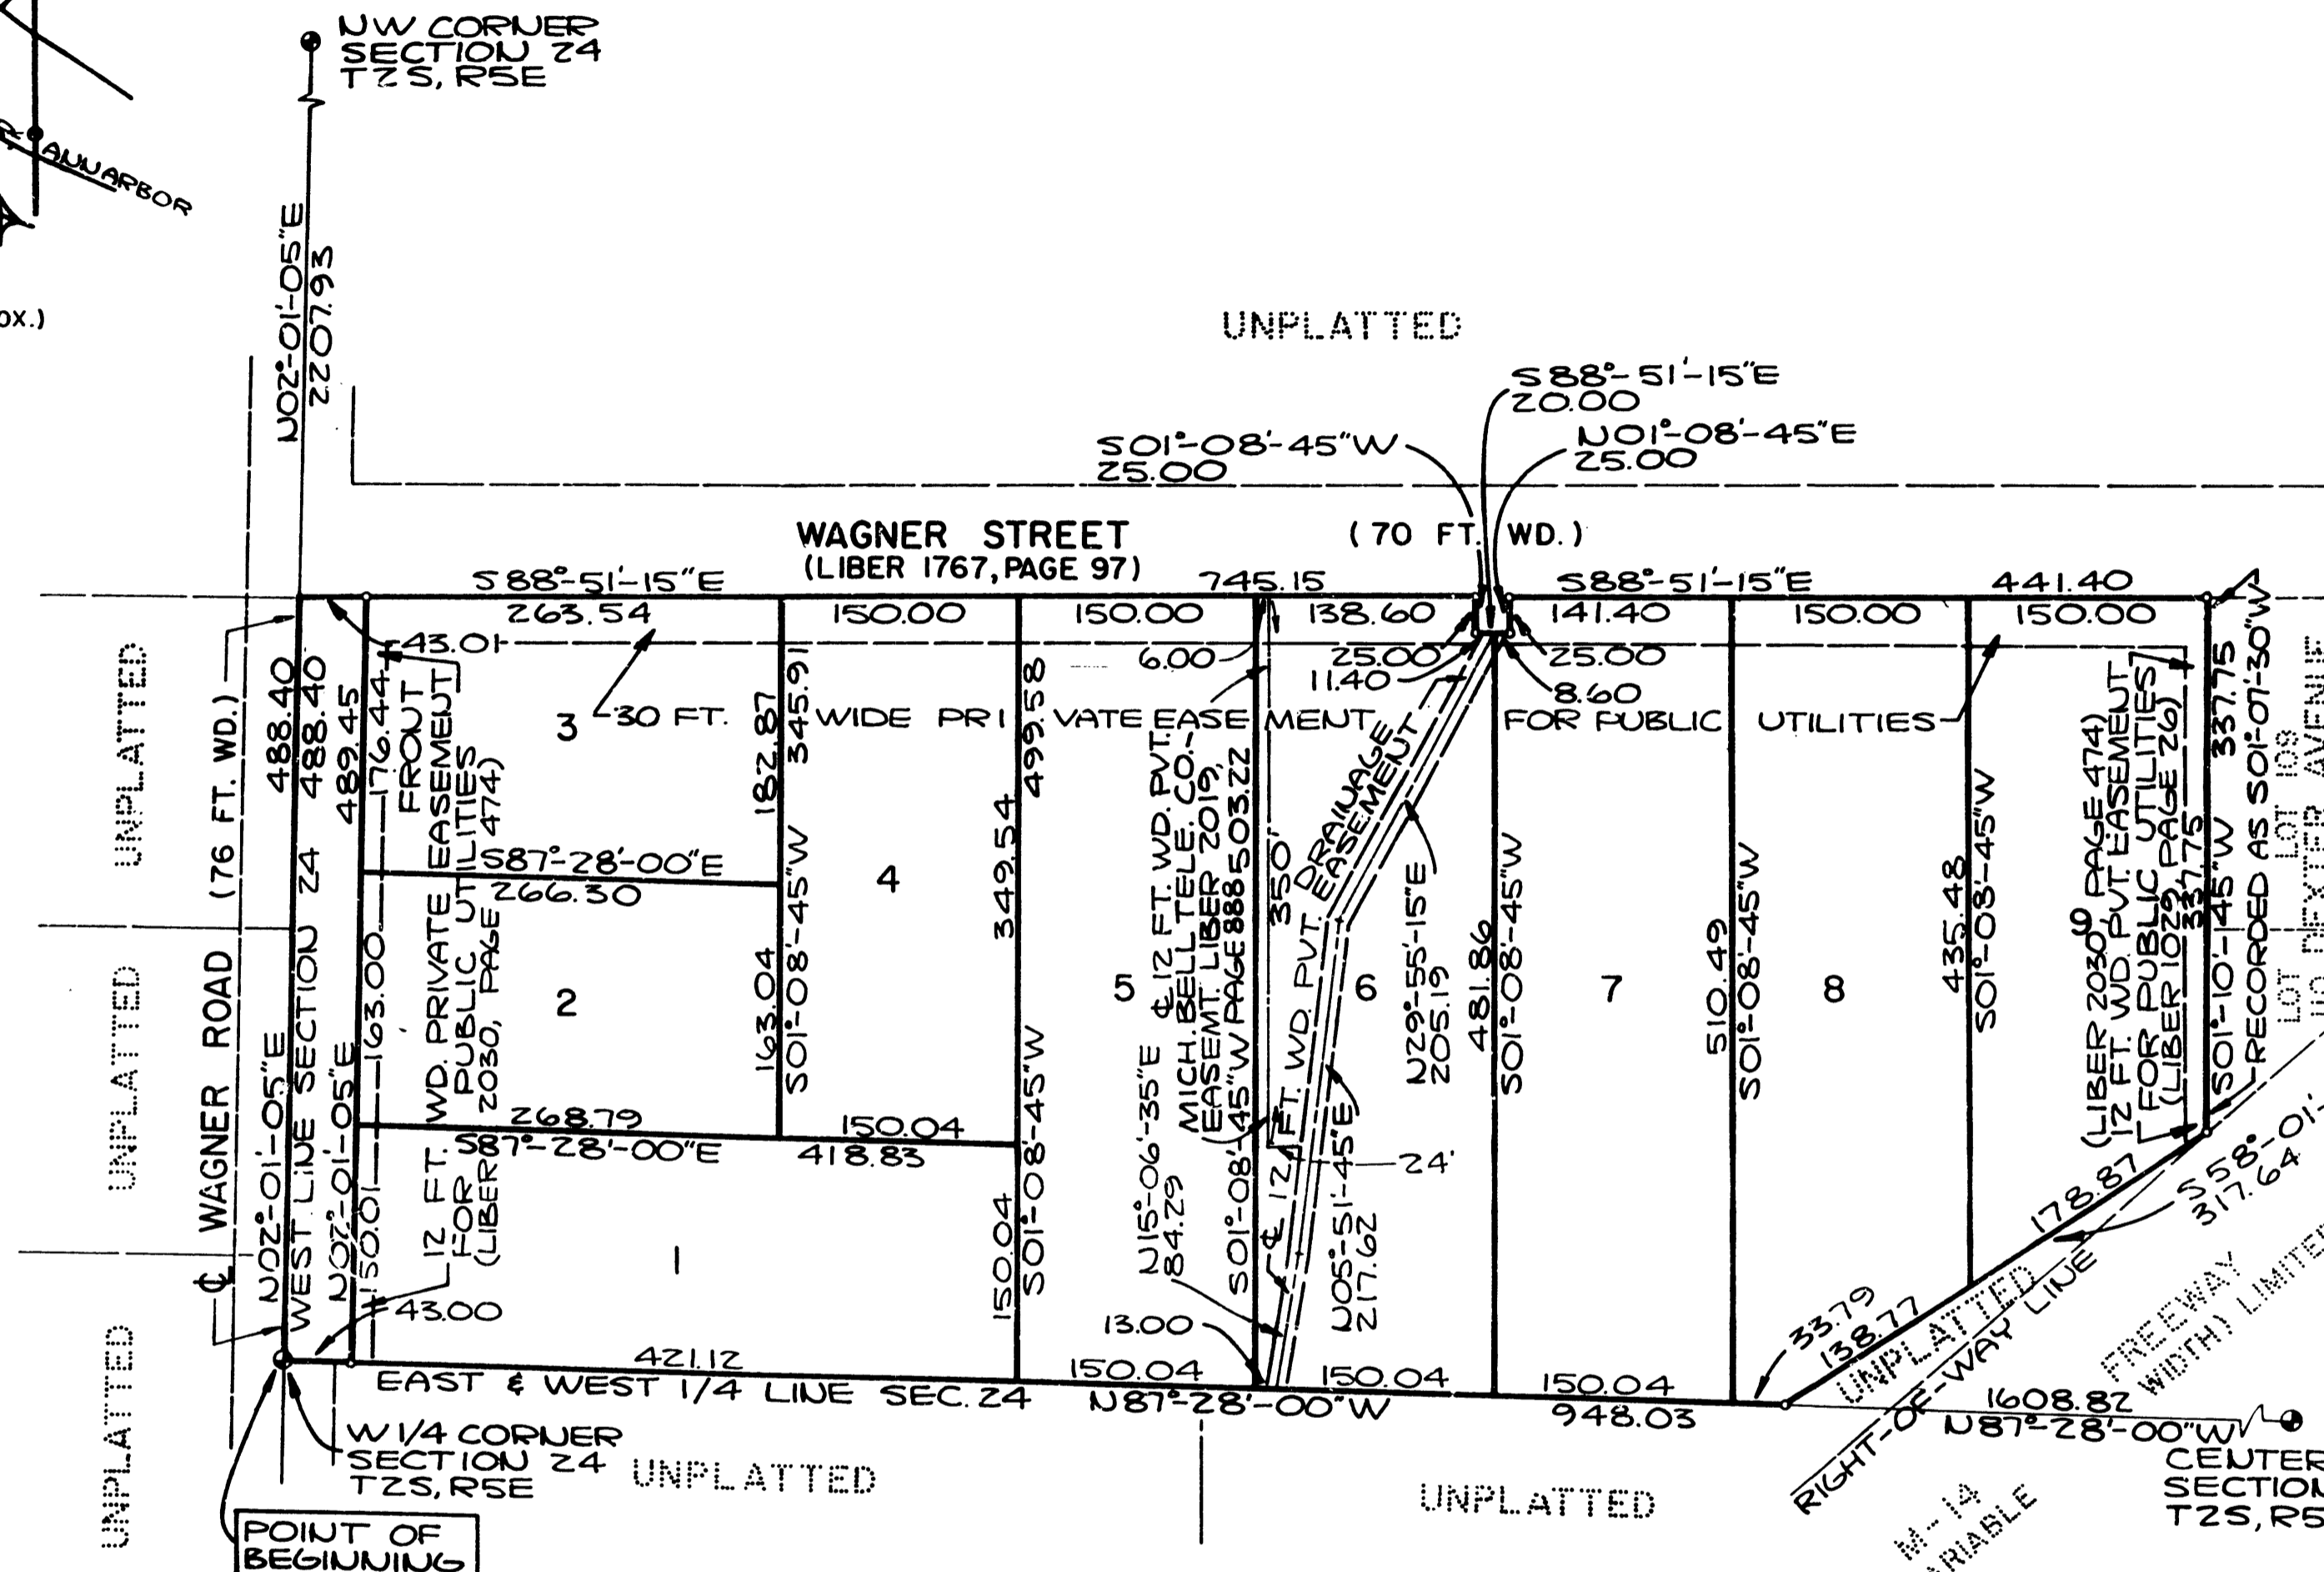 NW CORNER
SECTION 24
T2S, R5E
ANN ARBOR
OX.)
N02°-01'-05"E
2207.93
UNPLATTED
S88°-51'-15"E
20.00
S01°-08'-45"W
25.00
N01°-08'-45"E
25.00
WAGNER STREET (70 FT. WD.)
(LIBER 1767, PAGE 97)
S88°-51'-15"E
745.15
S88°-51'-15"E
441.40
263.54
150.00
150.00
138.60
141.40
150.00
150.00
43.01
6.00
25.00
25.00
11.40
8.60
3
30 FT. WIDE PRIVATE EASEMENT FOR PUBLIC UTILITIES
UNPLATTED
WAGNER ROAD (76 FT. WD.)
488.40
488.40
489.45
176.44
FRONT
WEST LINE SECTION 24
N02°-01'-05"E
N02°-01'-05"E
163.00
150.01
12 FT. WD. PRIVATE EASEMENT
FOR PUBLIC UTILITIES
(LIBER 2030, PAGE 474)
182.87
345.91
S87°-28'-00"E
266.30
2
163.04
S01°-08'-45"W
4
349.54
499.58
S01°-08'-45"W
268.79
S87°-28'-00"E
150.04
418.83
1
150.04
43.00
421.12
EAST & WEST 1/4 LINE SEC. 24
5
℄ 12 FT. WD. PVT.
MICH. BELL TELE. CO.
EASEMT. LIBER 2019,
PAGE 888
503.22
S01°-08'-45"W
350'
N15°-06'-35"E
84.29
13.00
150.04
N87°-28'-00"W
℄ 12 FT. WD. PVT. DRAINAGE
EASEMENT
24'
6
N29°-55'-15"E
205.19
N05°-51'-45"E
217.62
150.04
481.86
S01°-08'-45"W
7
510.49
S01°-08'-45"W
150.04
948.03
8
435.48
S01°-08'-45"W
9
(LIBER 2030 PAGE 474)
12 FT. WD. PVT. EASEMENT
FOR PUBLIC UTILITIES
(LIBER 1029, PAGE 26)
337.75
S01°-10'-45"W 337.75
RECORDED AS S01°-07'-30"W
LOT 109
DEXTER AVENUE
178.87
S58°-01'-
317.64
33.79
138.77
UNPLATTED
RIGHT-OF-WAY LINE
FREEWAY
WIDTH) LIMITE
M-14
ARIABLE
1608.82
N87°-28'-00"W
CENTER
SECTION
T2S, R5
UNPLATTED
UNPLATTED
W 1/4 CORNER
SECTION 24
T2S, R5E
UNPLATTED
UNPLATTED
POINT OF
BEGINNING